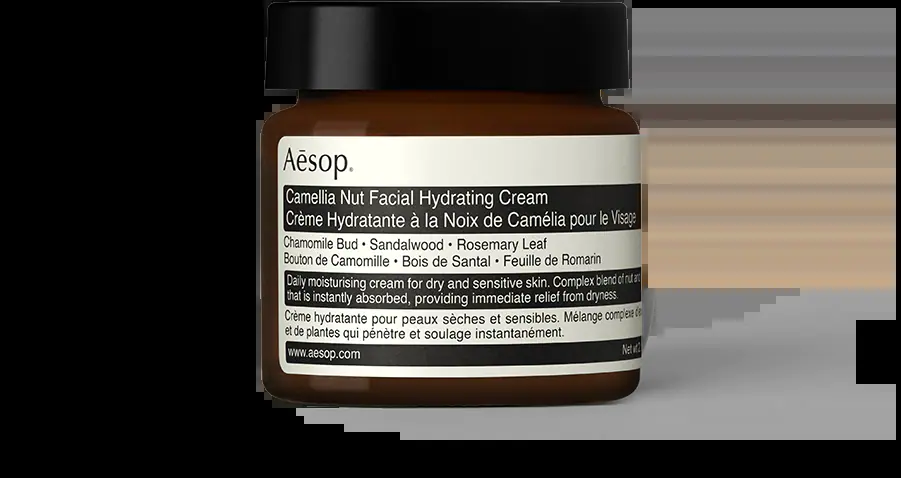 Aēsop®
Camellia Nut Facial Hydrating Cream
Crème Hydratante à la Noix de Camélia pour le Visage
Chamomile Bud • Sandalwood • Rosemary Leaf
Bouton de Camomille • Bois de Santal • Feuille de Romarin
Daily moisturising cream for dry and sensitive skin. Complex blend of nut and
that is instantly absorbed, providing immediate relief from dryness.
Crème hydratante pour peaux sèches et sensibles. Mélange complexe
et de plantes qui pénètre et soulage instantanément.
www.aesop.com
Net wt 2